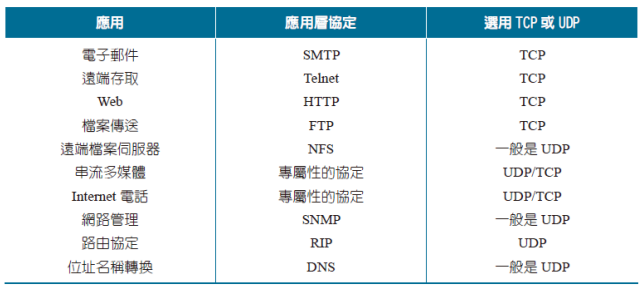 應用 應用層協定 選用 TCP 或 UDP
電子郵件 SMTP TCP
遠端存取 Telnet TCP
Web HTTP TCP
檔案傳送 FTP TCP
遠端檔案伺服器 NFS 一般是 UDP
串流多媒體 專屬性的協定 UDP/TCP
Internet 電話 專屬性的協定 UDP/TCP
網路管理 SNMP 一般是 UDP
路由協定 RIP UDP
位址名稱轉換 DNS 一般是 UDP